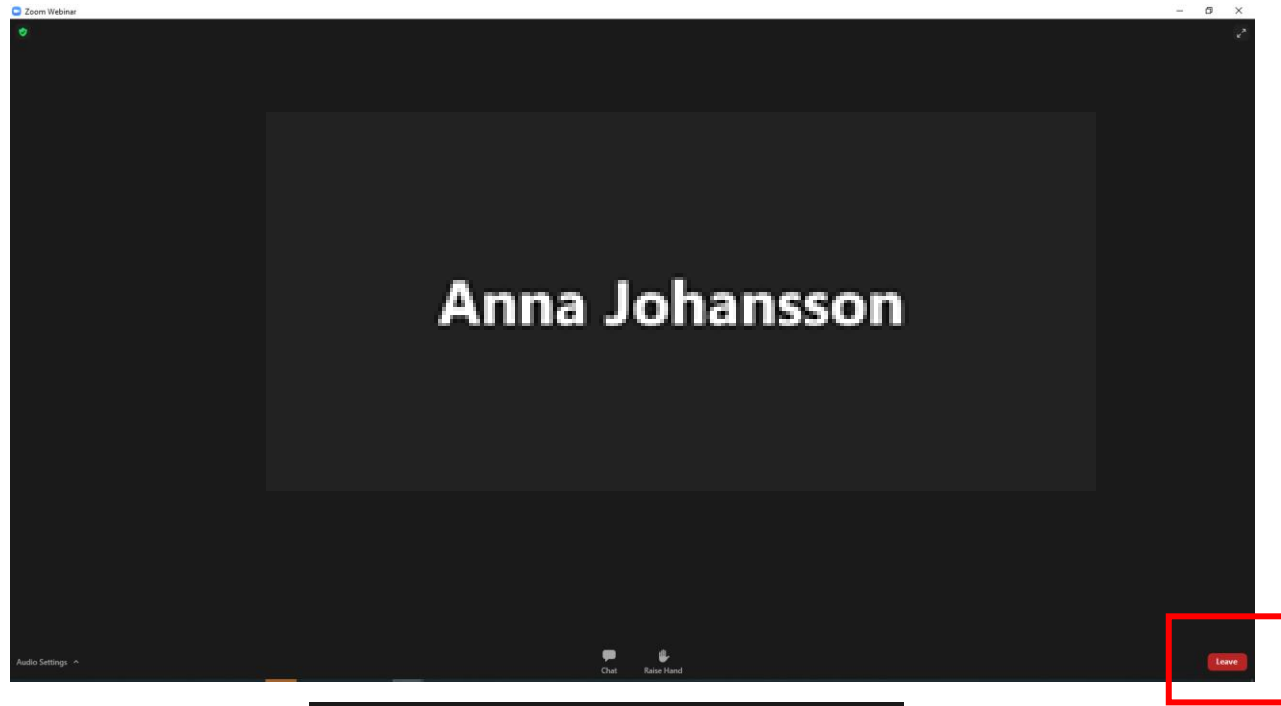 Zoom Webinar
Anna Johansson
Audio Settings
Chat
Raise Hand
Leave